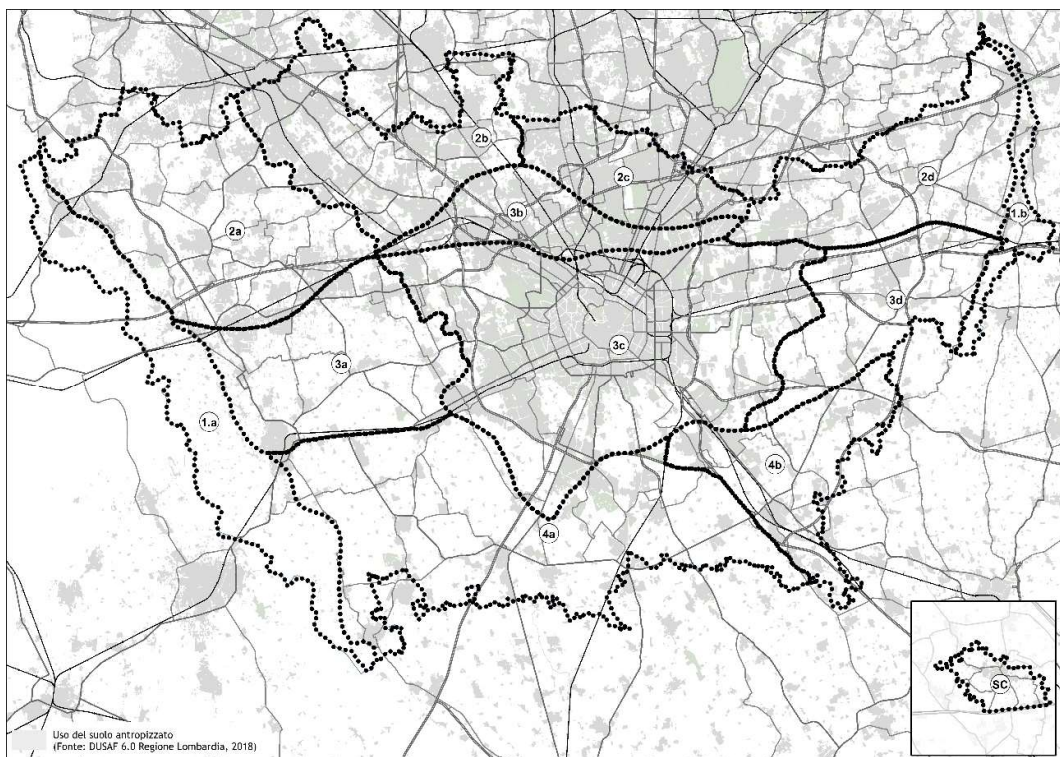 2b
2c
2d
3b
1.b
2a
3d
3c
3a
1.a
4b
4a
SC
Uso del suolo antropizzato
(Fonte: DUSAF 6.0 Regione Lombardia, 2018)